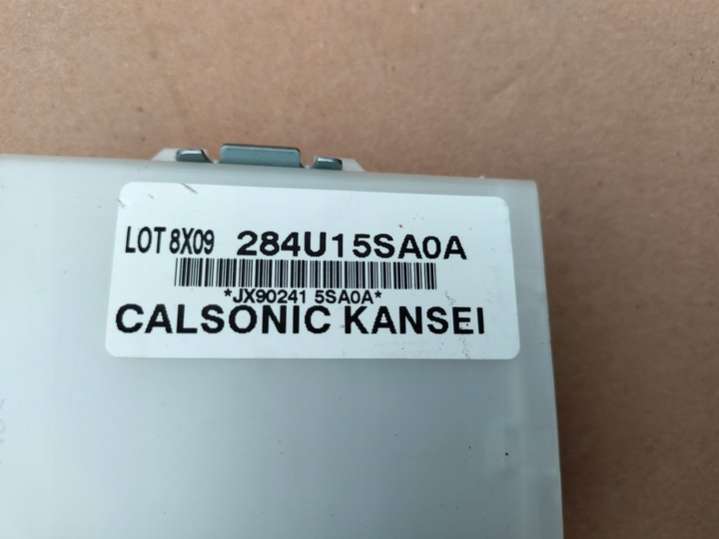 LOT 8X09 284U15SA0A
*JX90241 5SA0A*
CALSONIC KANSEI